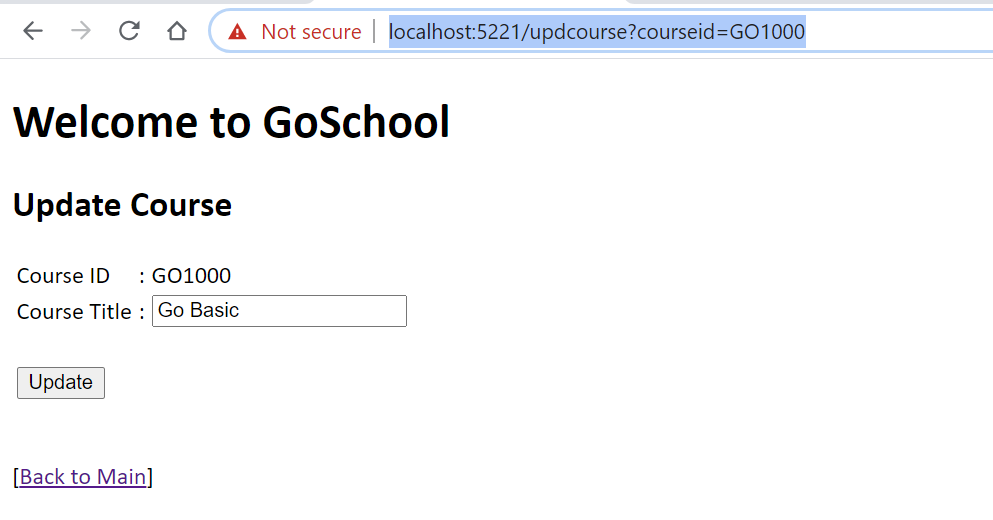 Not secure | localhost:5221/updcourse?courseid=GO1000
Welcome to GoSchool
Update Course
Course ID : GO1000
Course Title : Go Basic
Update
[Back to Main]